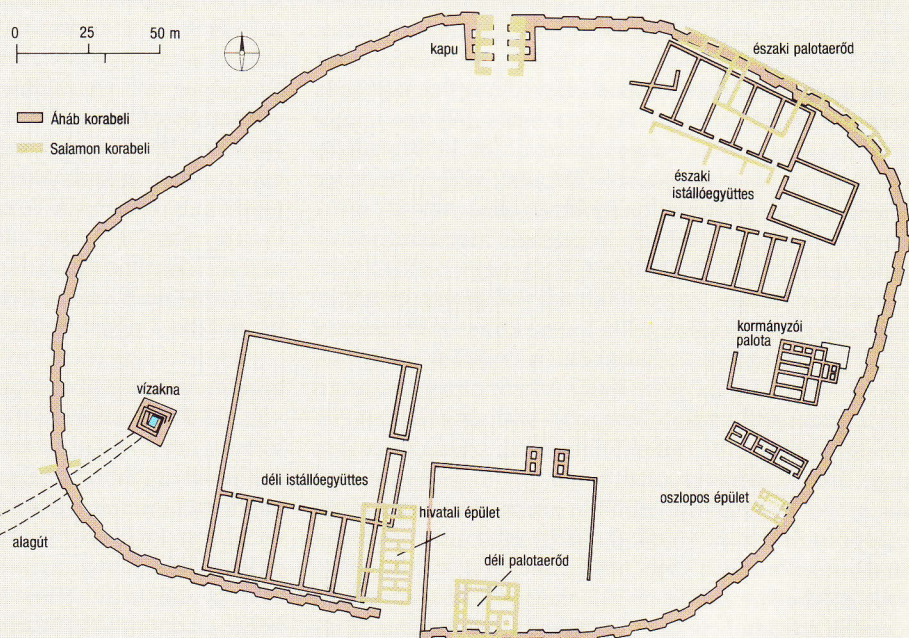 0 25 50 m
Áháb korabeli
Salamon korabeli
kapu
északi palotaerőd
északi
istállóegyüttes
kormányzói
palota
vízakna
déli istállóegyüttes
hivatali épület
oszlopos épület
déli palotaerőd
alagút